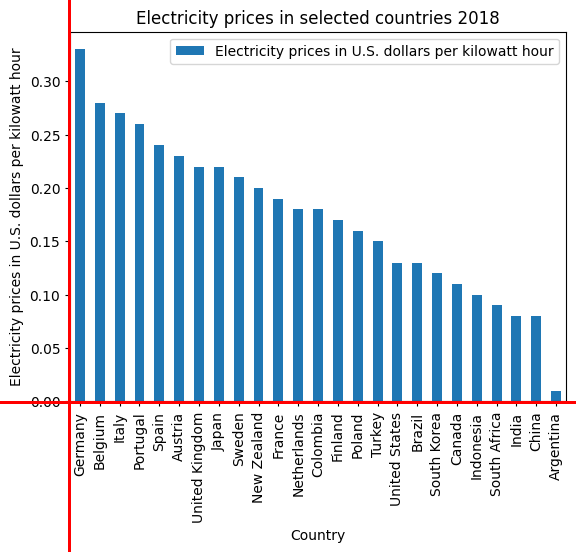 Electricity prices in selected countries 2018
Electricity prices in U.S. dollars per kilowatt hour
Electricity prices in U.S. dollars per kilowatt hour
0.30
0.25
0.20
0.15
0.10
0.05
0.00
Germany
Belgium
Italy
Portugal
Spain
Austria
United Kingdom
Japan
Sweden
New Zealand
France
Netherlands
Colombia
Finland
Poland
Turkey
United States
Brazil
South Korea
Canada
Indonesia
South Africa
India
China
Argentina
Country